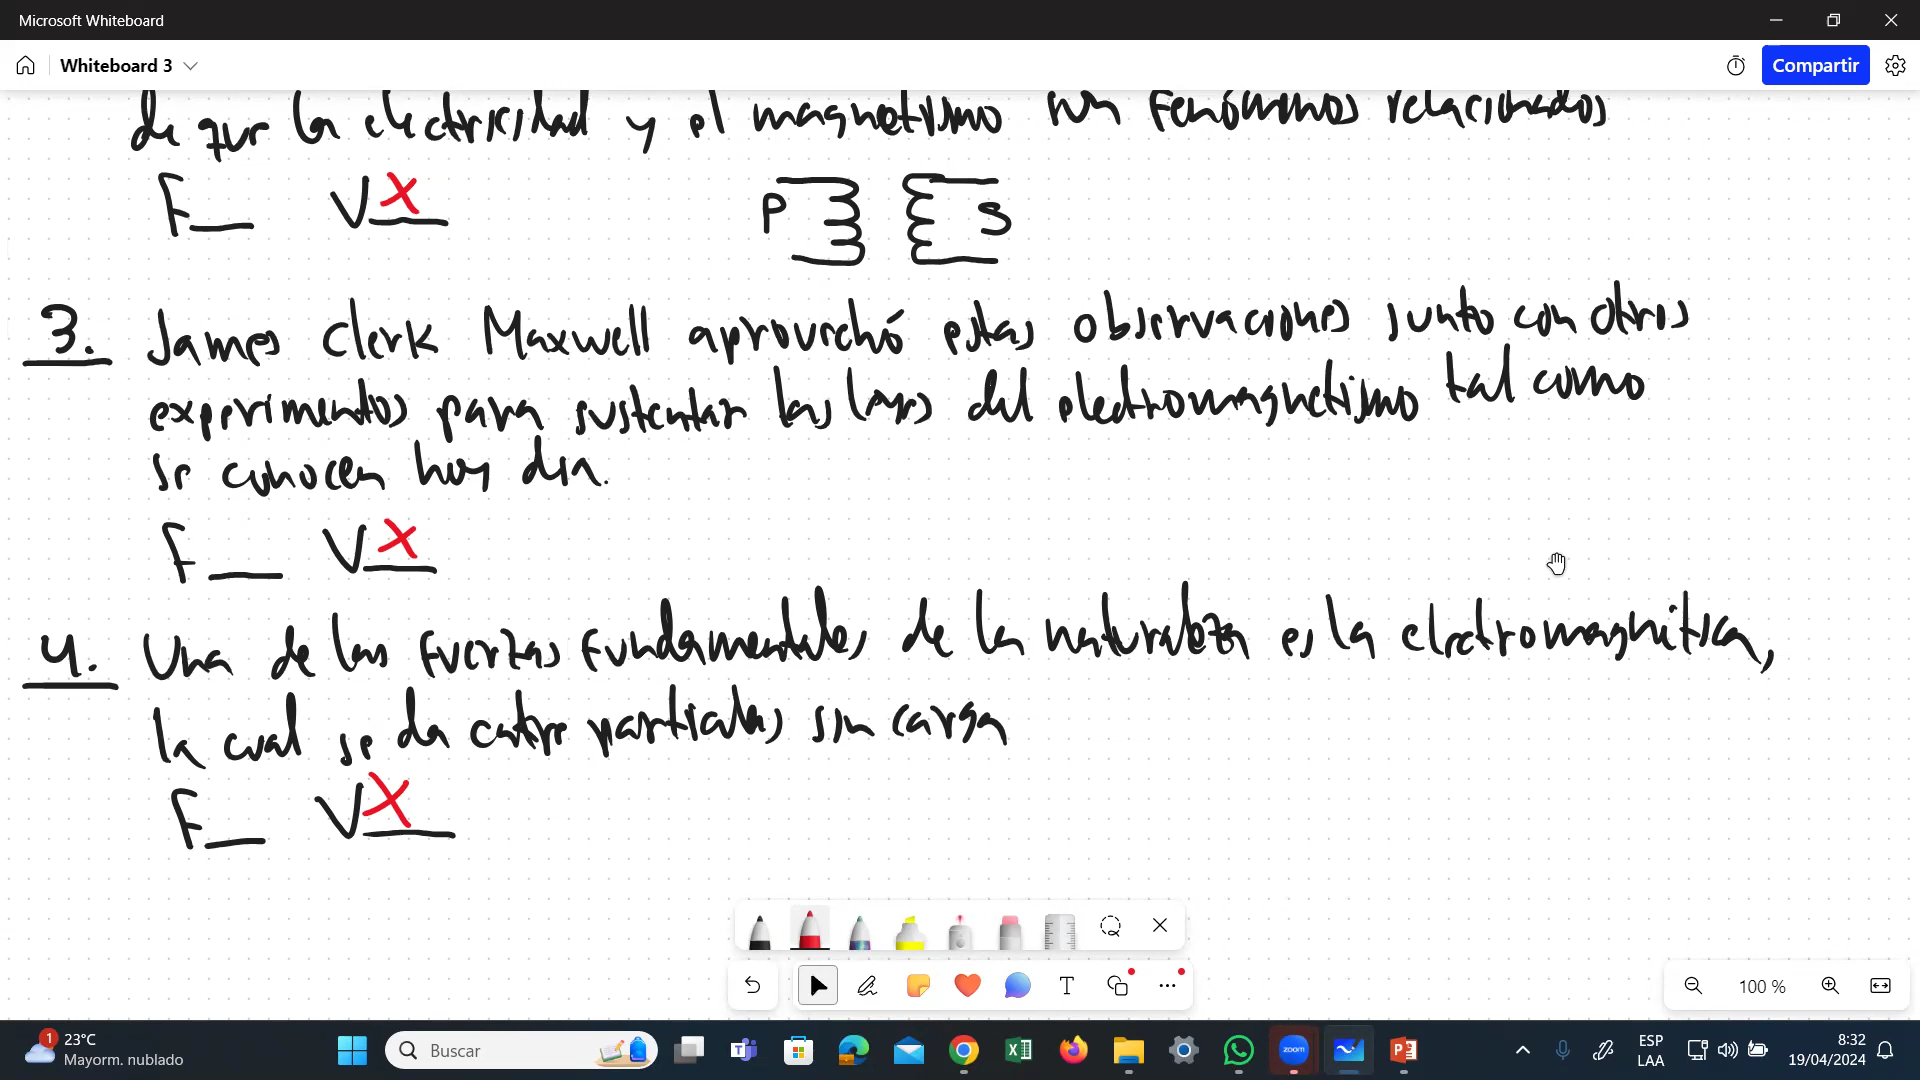 Microsoft Whiteboard
Whiteboard 3
Compartir
de que la electricidad y el magnetismo son fenómenos relacionados
F__ V X
P S
3. James Clerk Maxwell aprovechó estas observaciones junto con otros
experimentos para sustentar las leyes del electromagnetismo tal como
se conocen hoy día.
F__ V X
4. Una de las fuerzas fundamentales de la naturaleza es la electromagnética,
la cual se da entre partículas sin carga
F__ V X
100 %
1
23°C
Mayorm. nublado
Buscar
zoom
ESP
LAA
8:32
19/04/2024